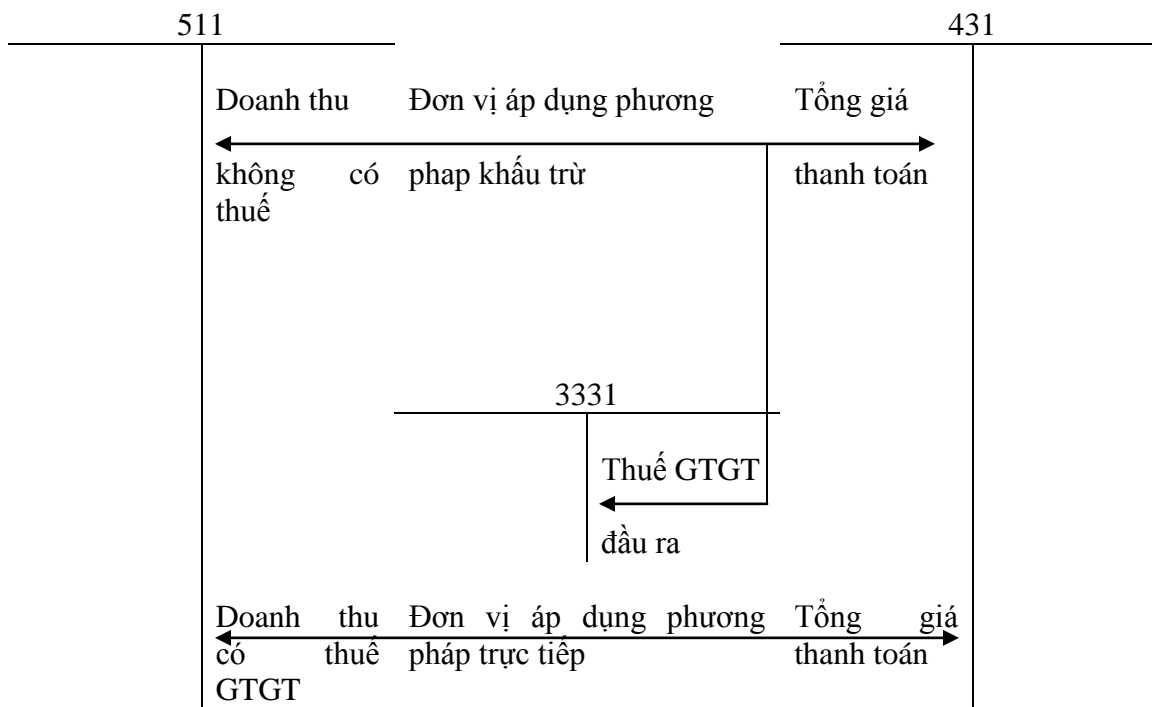 511
431
Doanh thu
Đơn vị áp dụng phương
Tổng giá
không có
phap khấu trừ
thanh toán
thuế
3331
Thuế GTGT
đầu ra
Doanh thu
Đơn vị áp dụng phương
Tổng giá
có thuế
pháp trực tiếp
thanh toán
GTGT